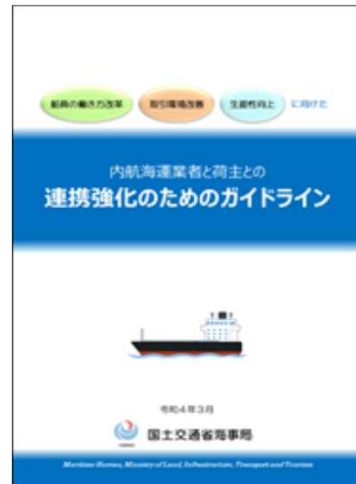 船員の働き方改革 取引環境改善 生産性向上 に向けた
内航海運業者と荷主との
連携強化のためのガイドライン
令和4年3月
国土交通省海事局
Maritime Bureau, Ministry of Land, Infrastructure, Transport and Tourism